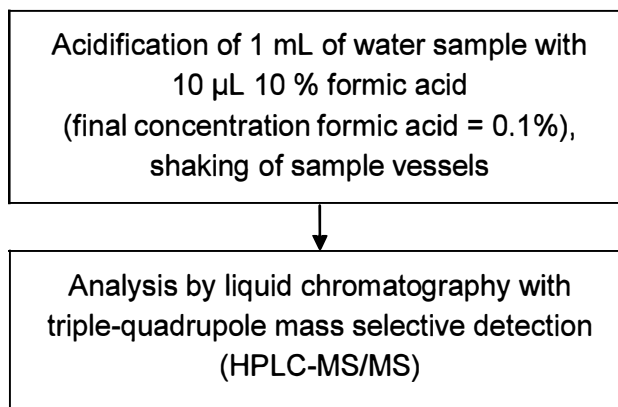 Acidification of 1 mL of water sample with
10 µL 10 % formic acid
(final concentration formic acid = 0.1%),
shaking of sample vessels
Analysis by liquid chromatography with
triple-quadrupole mass selective detection
(HPLC-MS/MS)